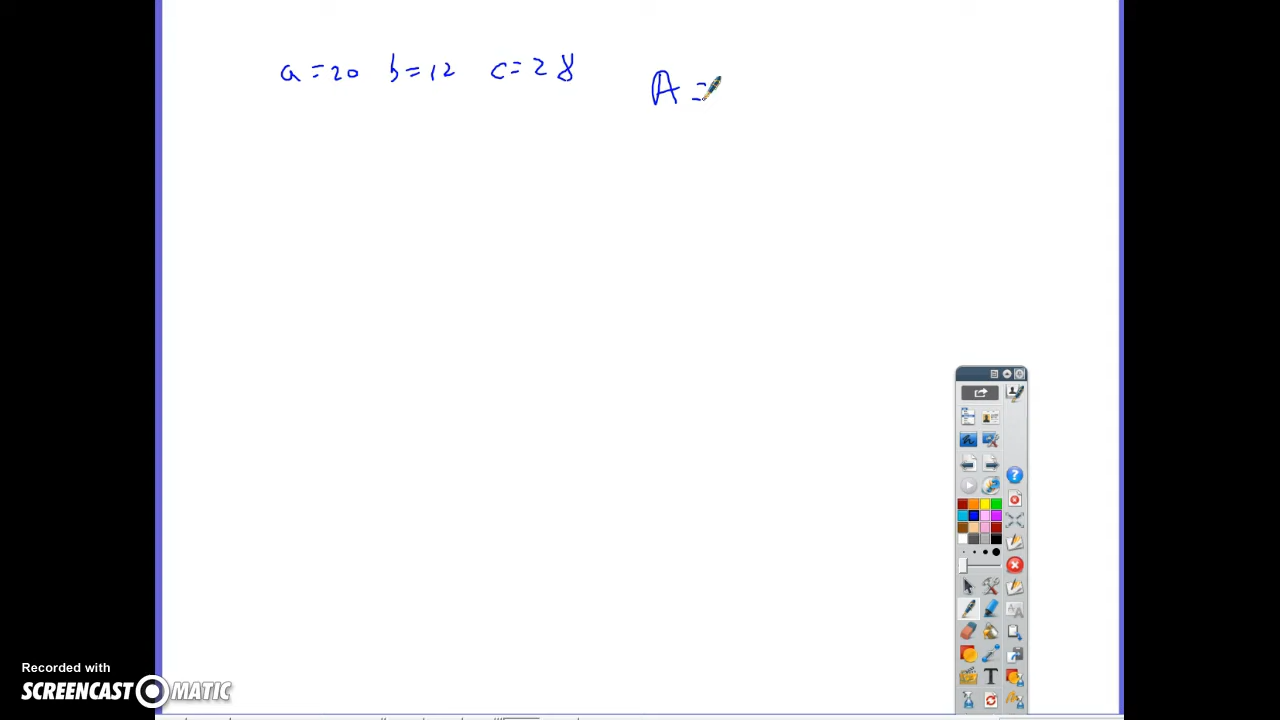 a = 20 b = 12 c = 28 A =
Recorded with
SCREENCAST MATIC